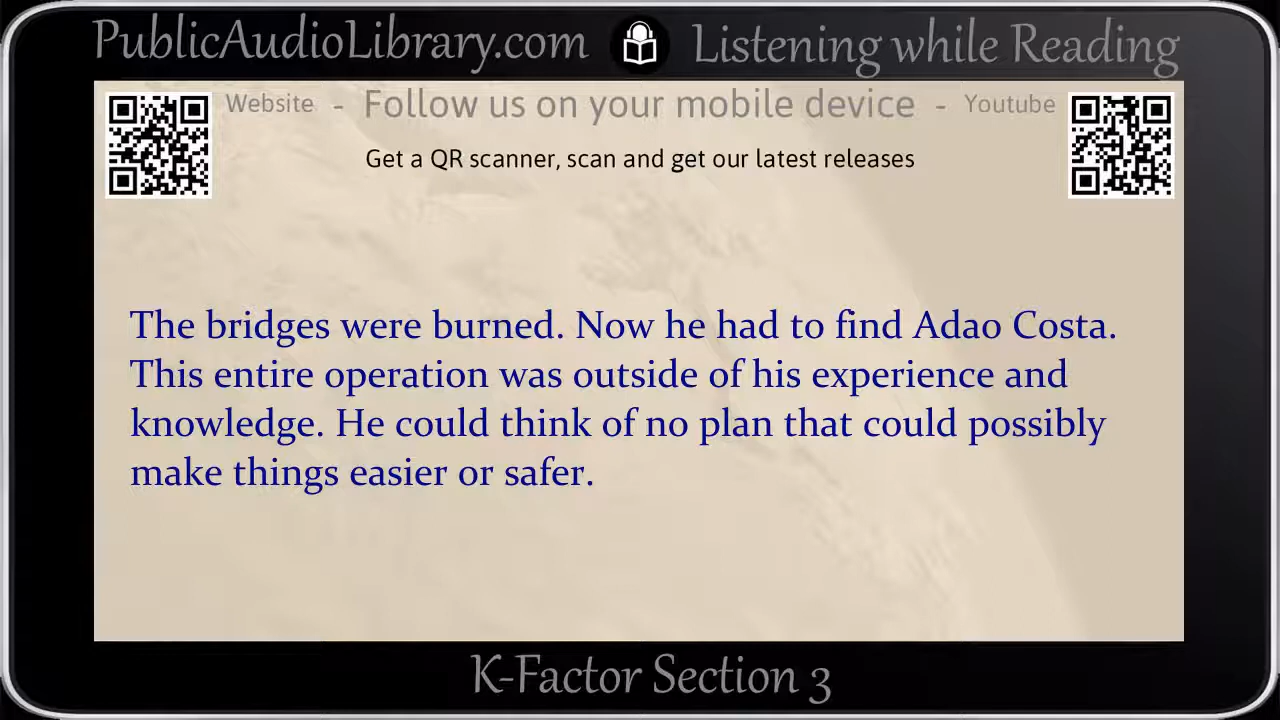 PublicAudioLibrary.com Listening while Reading
Website - Follow us on your mobile device - Youtube
Get a QR scanner, scan and get our latest releases
The bridges were burned. Now he had to find Adao Costa.
This entire operation was outside of his experience and
knowledge. He could think of no plan that could possibly
make things easier or safer.
K-Factor Section 3